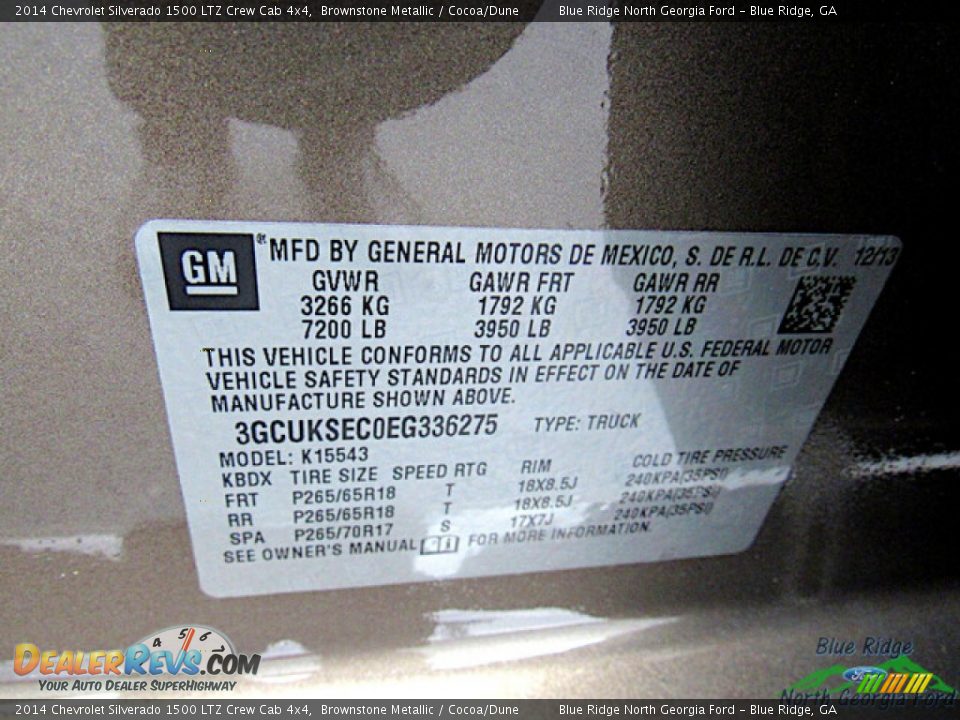 2014 Chevrolet Silverado 1500 LTZ Crew Cab 4x4, Brownstone Metallic / Cocoa/Dune Blue Ridge North Georgia Ford – Blue Ridge, GA
GM ® MFD BY GENERAL MOTORS DE MEXICO, S. DE R.L. DE C.V. 12/13
GVWR GAWR FRT GAWR RR
3266 KG 1792 KG 1792 KG
7200 LB 3950 LB 3950 LB
THIS VEHICLE CONFORMS TO ALL APPLICABLE U.S. FEDERAL MOTOR
VEHICLE SAFETY STANDARDS IN EFFECT ON THE DATE OF
MANUFACTURE SHOWN ABOVE.
3GCUKSEC0EG336275 TYPE: TRUCK
MODEL: K15543
KBDX TIRE SIZE SPEED RTG RIM COLD TIRE PRESSURE
FRT P265/65R18 T 18X8.5J 240KPA(35PSI)
RR P265/65R18 T 18X8.5J 240KPA(35PSI)
SPA P265/70R17 S 17X7J 240KPA(35PSI)
SEE OWNER'S MANUAL FOR MORE INFORMATION.
4 5 6
DEALERREVS.COM
YOUR AUTO DEALER SUPERHIGHWAY
Blue Ridge
Ford
North Georgia Ford
2014 Chevrolet Silverado 1500 LTZ Crew Cab 4x4, Brownstone Metallic / Cocoa/Dune Blue Ridge North Georgia Ford – Blue Ridge, GA